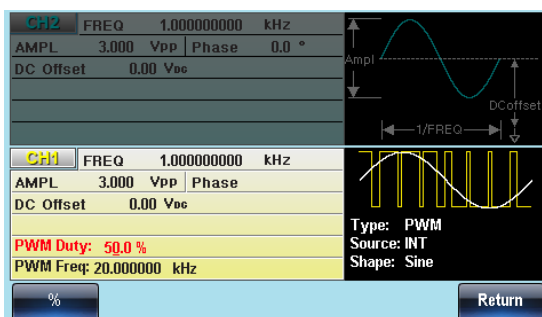 CH2 FREQ 1.000000000 kHz
AMPL 3.000 Vpp Phase 0.0 °
DC Offset 0.00 VDC
Ampl
DCoffset
1/FREQ
CH1 FREQ 1.000000000 kHz
AMPL 3.000 Vpp Phase
DC Offset 0.00 VDC
PWM Duty: 50.0 %
PWM Freq: 20.000000 kHz
Type: PWM
Source: INT
Shape: Sine
%
Return